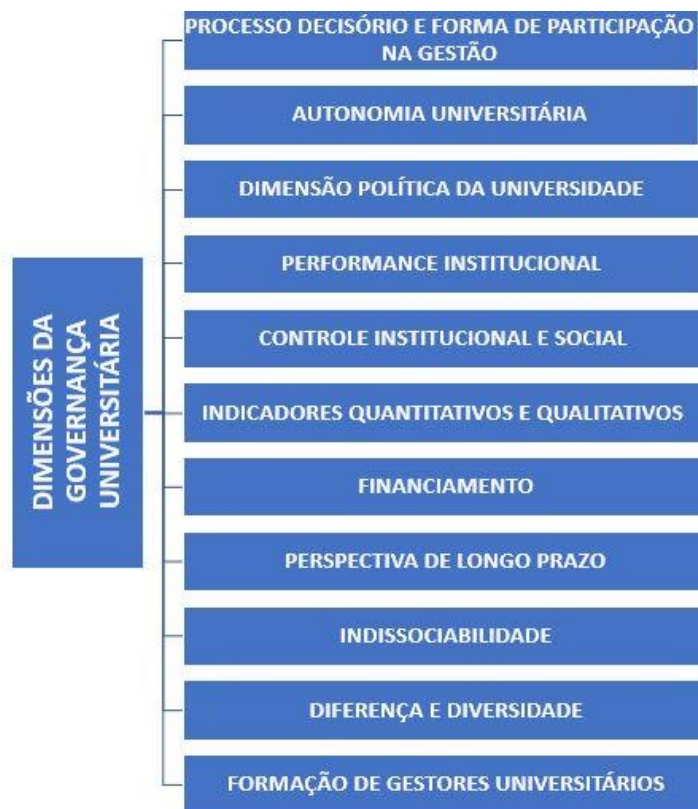 PROCESSO DECISÓRIO E FORMA DE PARTICIPAÇÃO
NA GESTÃO
AUTONOMIA UNIVERSITÁRIA
DIMENSÃO POLÍTICA DA UNIVERSIDADE
PERFORMANCE INSTITUCIONAL
CONTROLE INSTITUCIONAL E SOCIAL
DIMENSÕES DA
GOVERNANÇA
UNIVERSITÁRIA
INDICADORES QUANTITATIVOS E QUALITATIVOS
FINANCIAMENTO
PERSPECTIVA DE LONGO PRAZO
INDISSOCIABILIDADE
DIFERENÇA E DIVERSIDADE
FORMAÇÃO DE GESTORES UNIVERSITÁRIOS